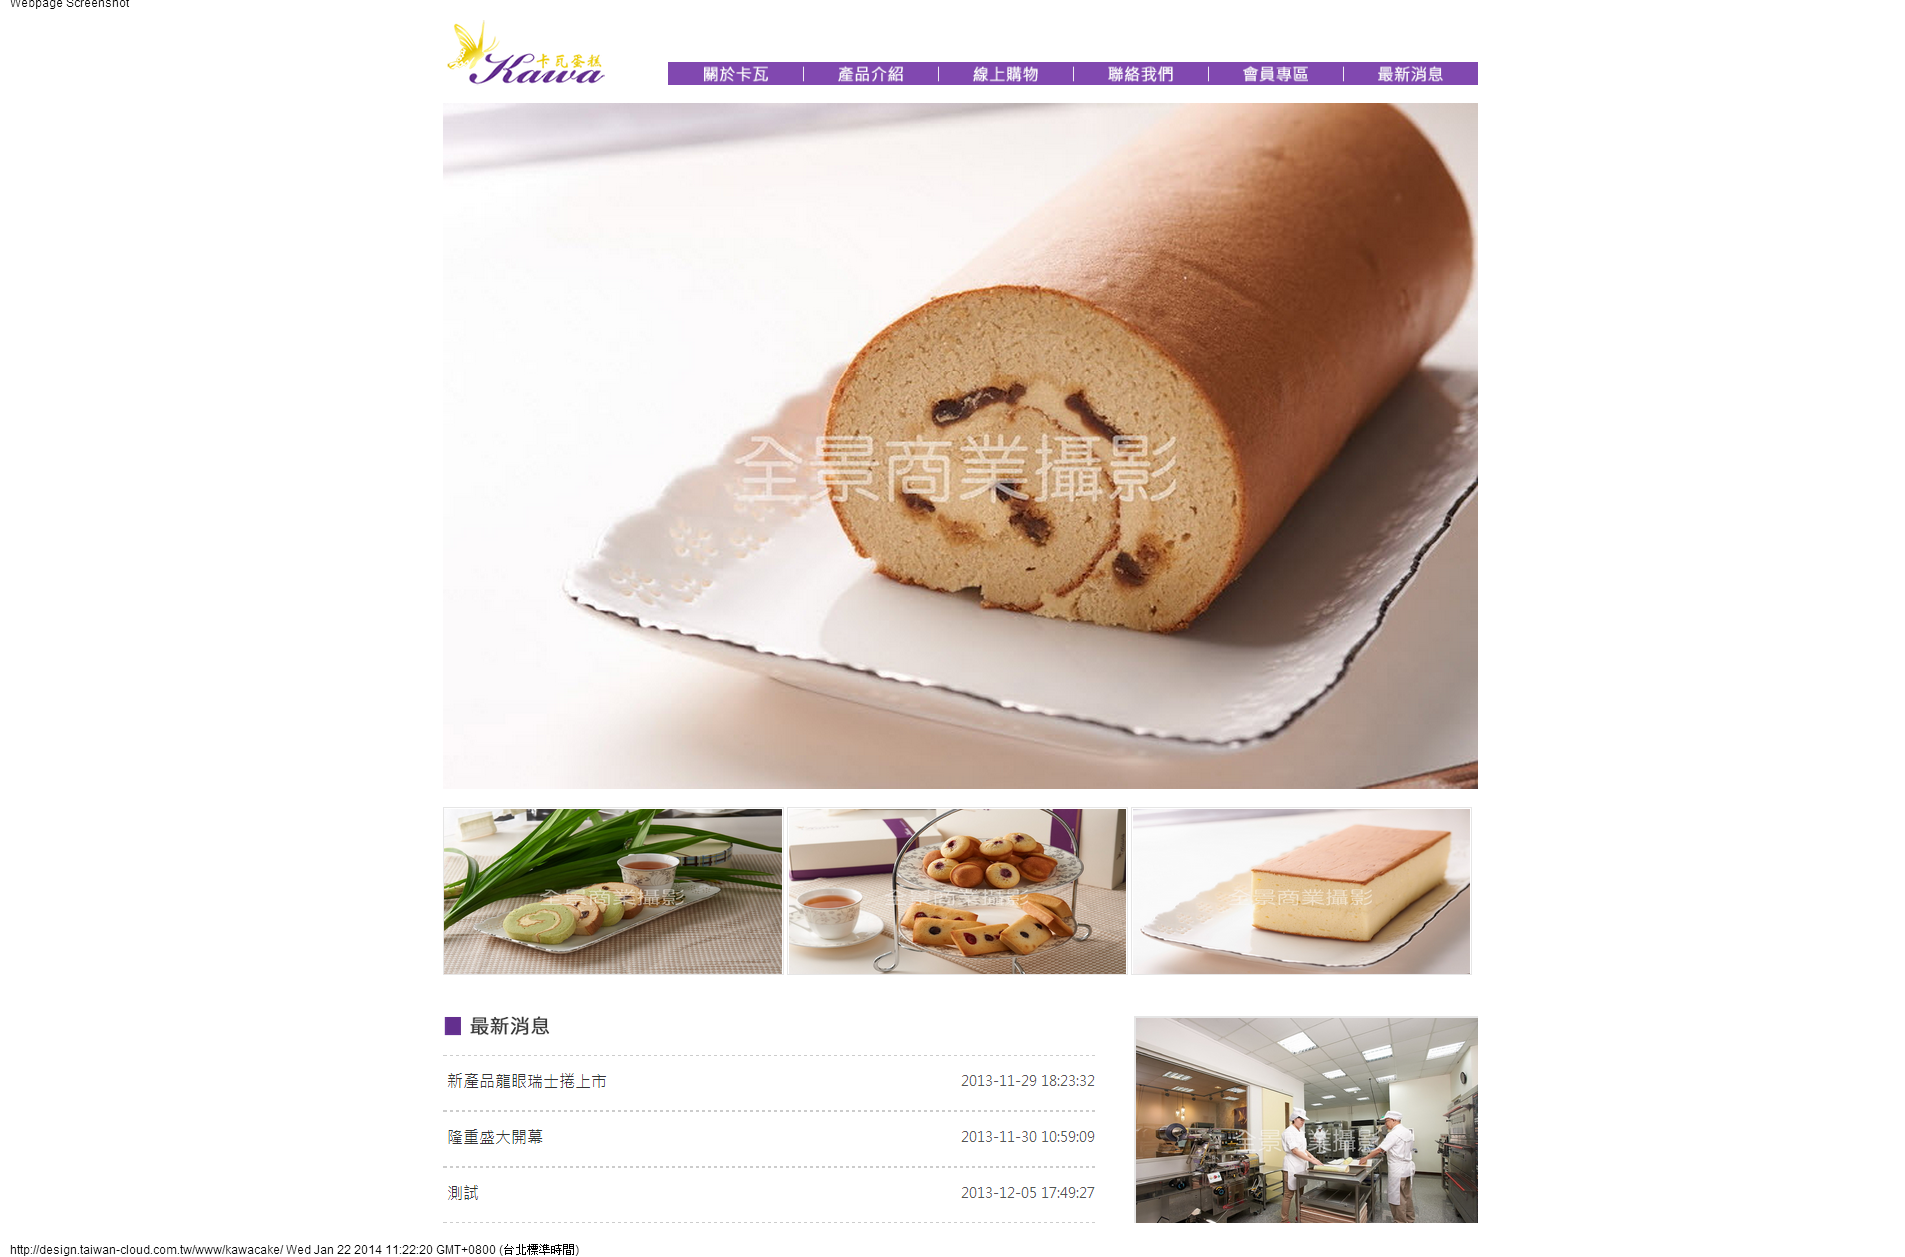 Webpage Screenshot
卡瓦蛋糕
Kawa
關於卡瓦
產品介紹
線上購物
聯絡我們
會員專區
最新消息
全景商業攝影
全景商業攝影
全景商業攝影
全景商業攝影
最新消息
新產品龍眼瑞士捲上市 2013-11-29 18:23:32
隆重盛大開幕 2013-11-30 10:59:09
測試 2013-12-05 17:49:27
全景商業攝影
http://design.taiwan-cloud.com.tw/www/kawacake/ Wed Jan 22 2014 11:22:20 GMT+0800 (台北標準時間)